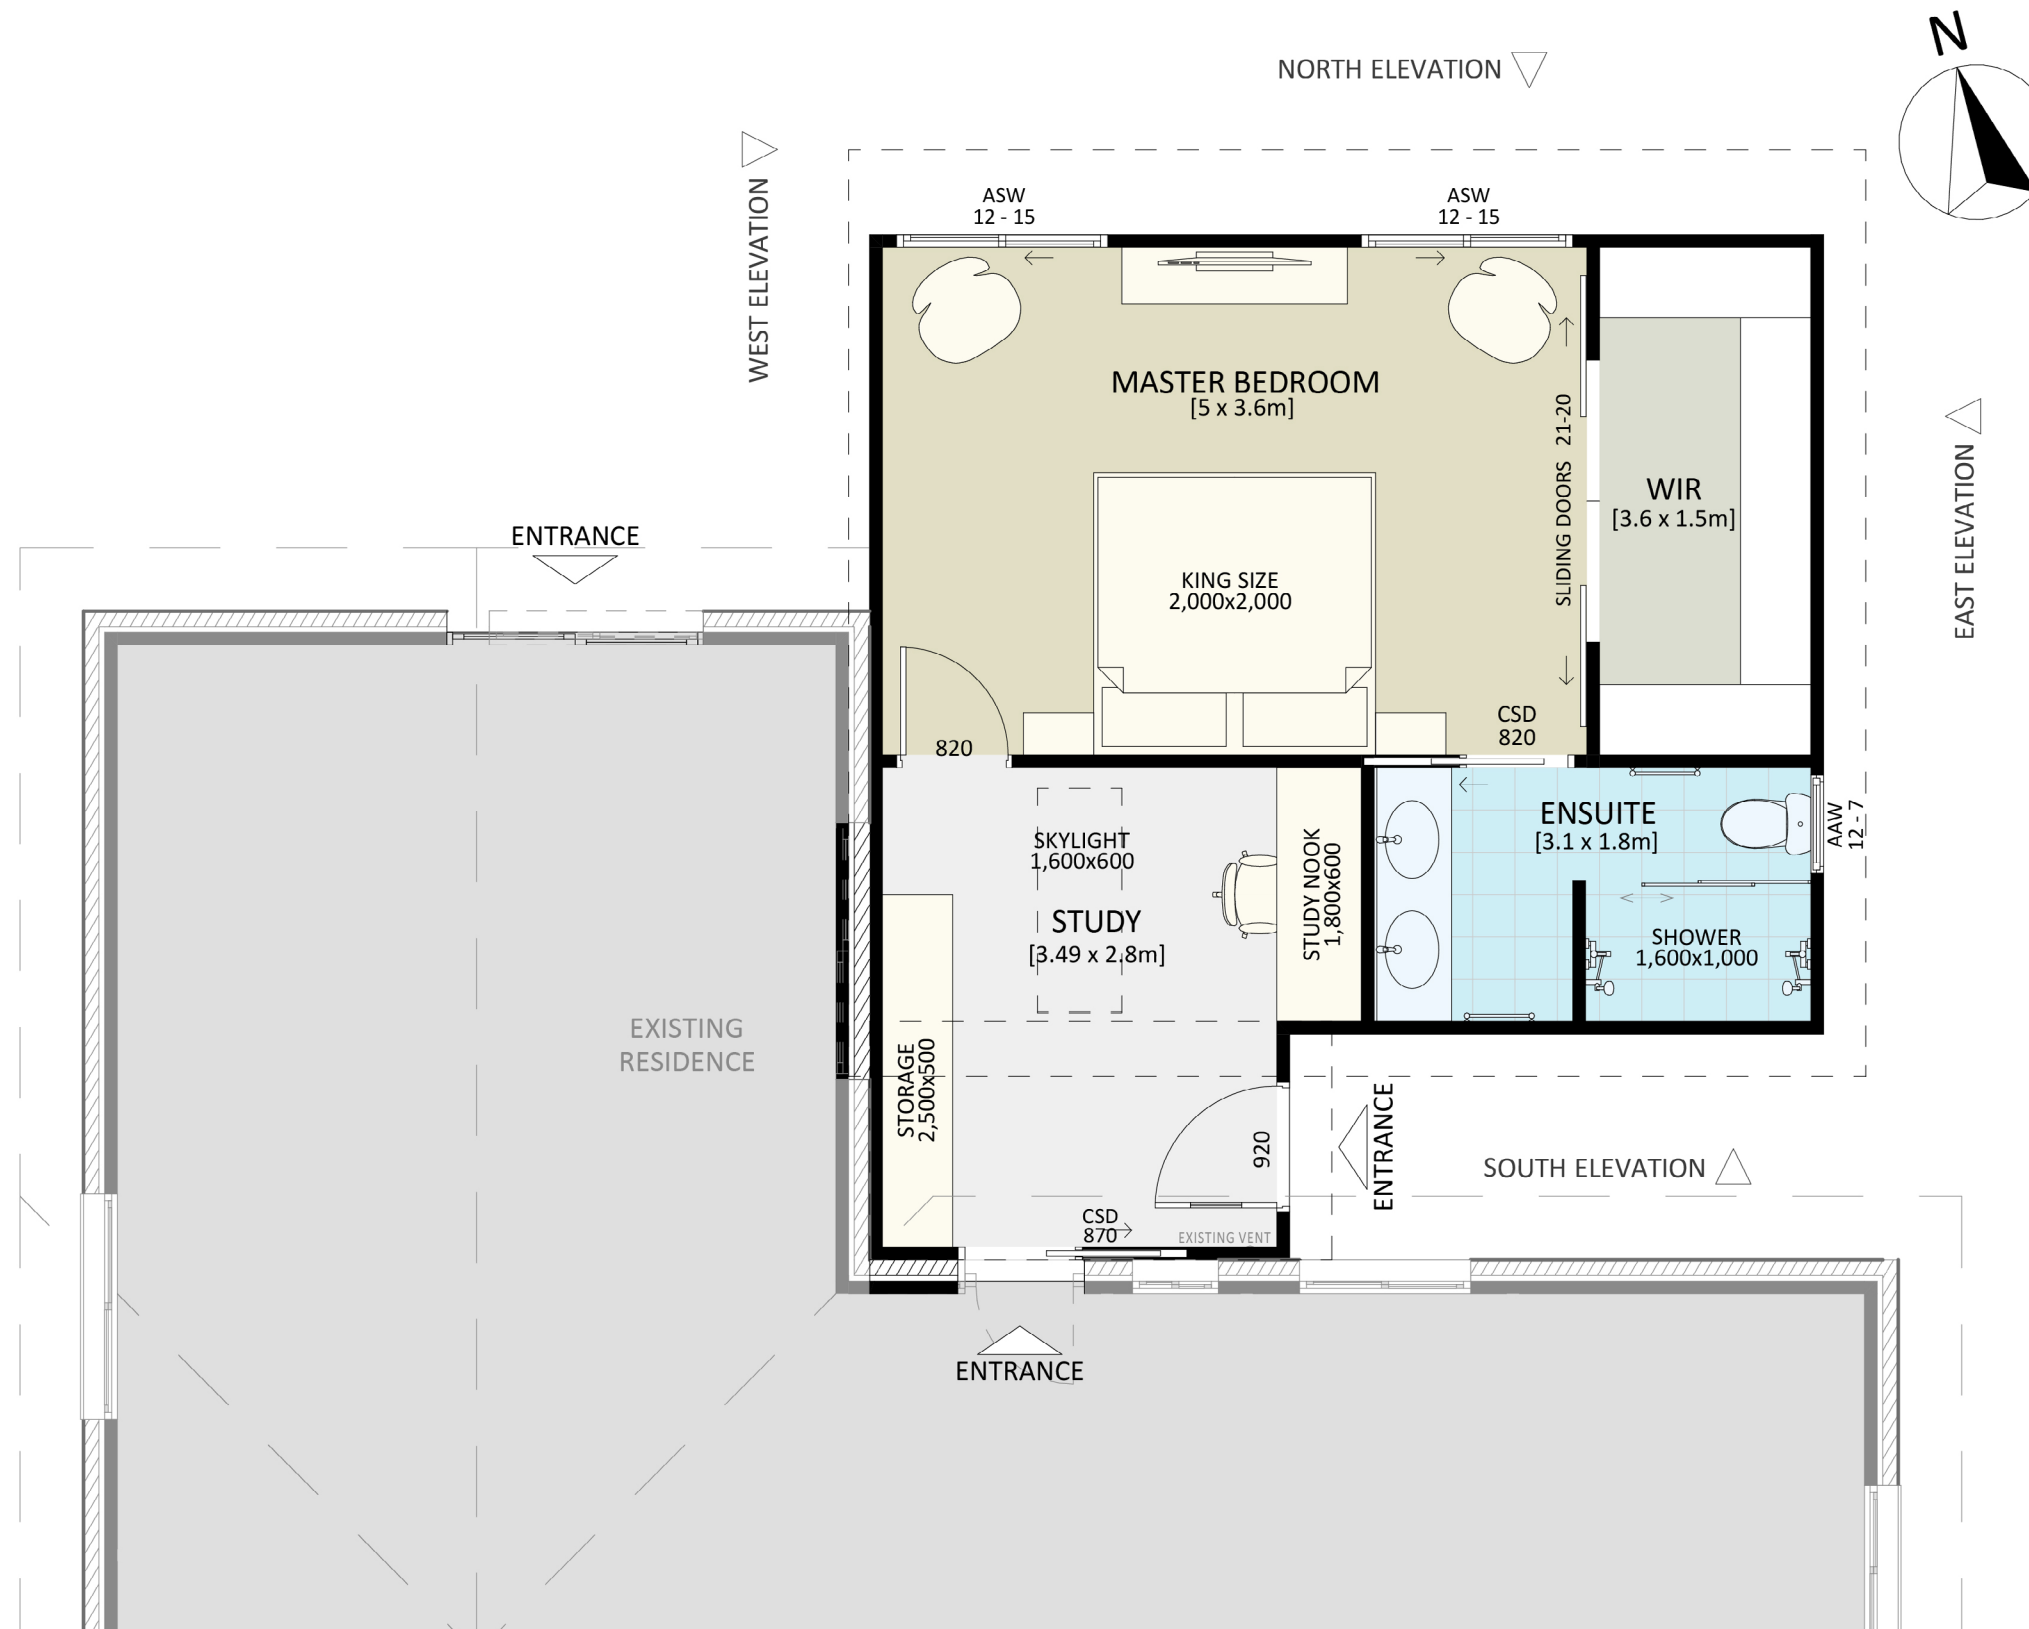 N
NORTH ELEVATION
WEST ELEVATION
ASW
12 - 15
ASW
12 - 15
MASTER BEDROOM
[5 x 3.6m]
SLIDING DOORS 21-20
WIR
[3.6 x 1.5m]
EAST ELEVATION
ENTRANCE
KING SIZE
2,000x2,000
CSD
820
820
SKYLIGHT
1,600x600
STUDY
[3.49 x 2.8m]
STUDY NOOK
1,800x600
ENSUITE
[3.1 x 1.8m]
AAW
12 - 7
SHOWER
1,600x1,000
EXISTING
RESIDENCE
STORAGE
2,500x500
920
ENTRANCE
SOUTH ELEVATION
CSD
870
EXISTING VENT
ENTRANCE